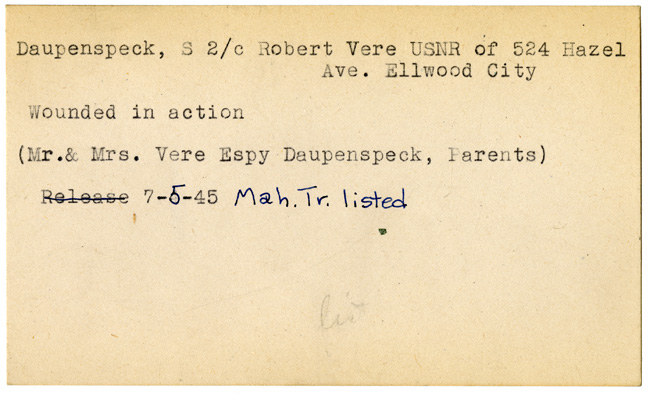 Daupenspeck, S 2/c Robert Vere USNR of 524 Hazel
Ave. Ellwood City
Wounded in action
(Mr.& Mrs. Vere Espy Daupenspeck, Parents)
Release 7-5-45 Mah. Tr. listed
list